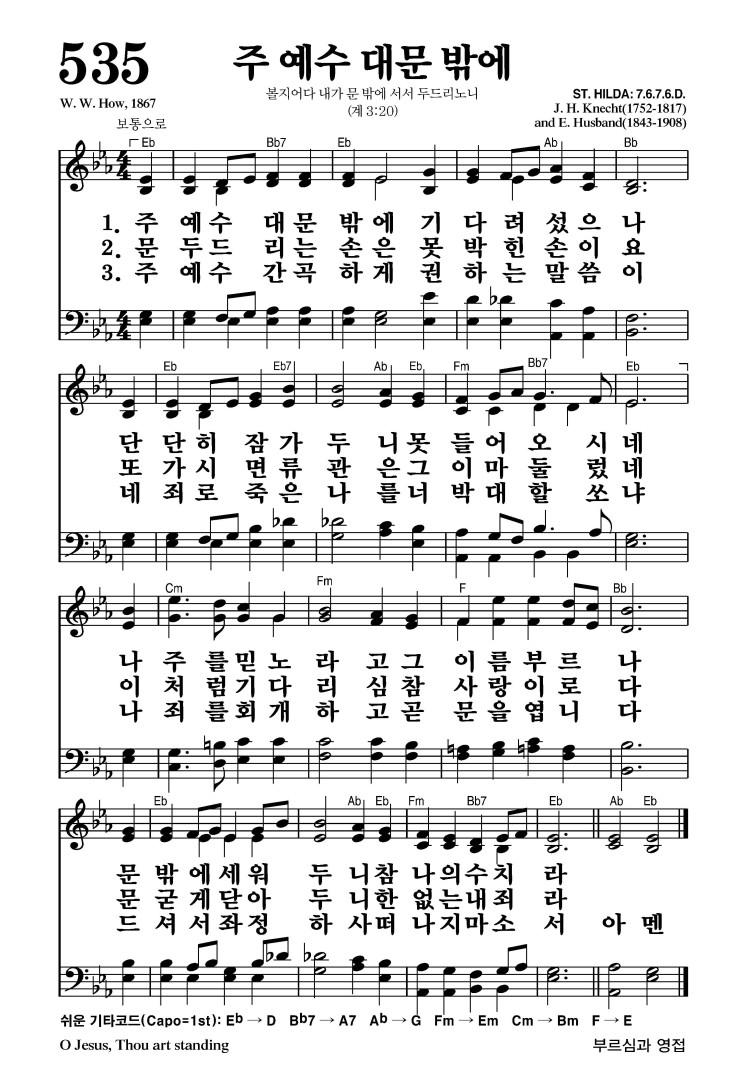 535
주 예수 대문 밖에
볼지어다 내가 문 밖에 서서 두드리노니
(계 3:20)
W. W. How, 1867
보통으로
ST. HILDA: 7.6.7.6.D.
J. H. Knecht(1752-1817)
and E. Husband(1843-1908)
Eb Bb7 Eb Ab Bb
1. 주 예수 대문 밖에 기다려 섰으나
2. 문 두드리는 손은 못 박힌 손이요
3. 주 예수 간곡하게 권하는 말씀이
Eb Eb7 Ab Eb Fm Bb7 Eb
단단히 잠가 두니 못 들어 오시네
또 가시 면류관은 그 이마 둘렀네
네 죄로 죽은 나를 너 박대할쏘냐
Cm Fm F Bb
나 주를 믿노라고 그 이름 부르나
이처럼 기다리심 참 사랑이로다
나 죄를 회개하고 곧 문을 엽니다
Eb Ab Eb Fm Bb7 Eb Ab Eb
문 밖에 세워 두니 참 나의 수치라
문 굳게 닫아 두니 한없는 내 죄라
드셔서 좌정하사 떠나지 마소서 아멘
쉬운 기타코드(Capo=1st): Eb → D Bb7 → A7 Ab → G Fm → Em Cm → Bm F → E
O Jesus, Thou art standing
부르심과 영접